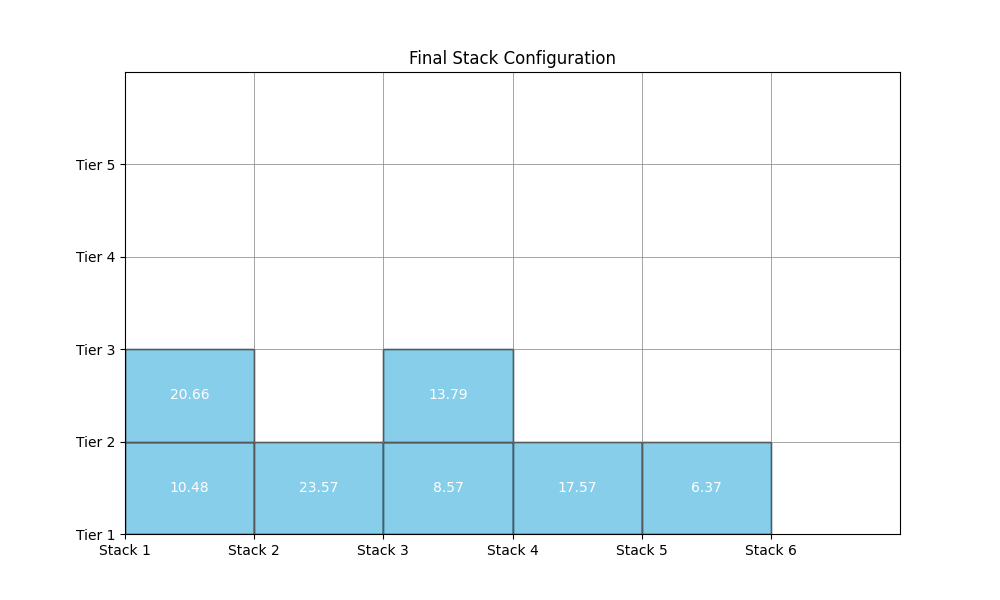 Final Stack Configuration
Tier 5
Tier 4
Tier 3
20.66 13.79
Tier 2
10.48 23.57 8.57 17.57 6.37
Tier 1
Stack 1 Stack 2 Stack 3 Stack 4 Stack 5 Stack 6